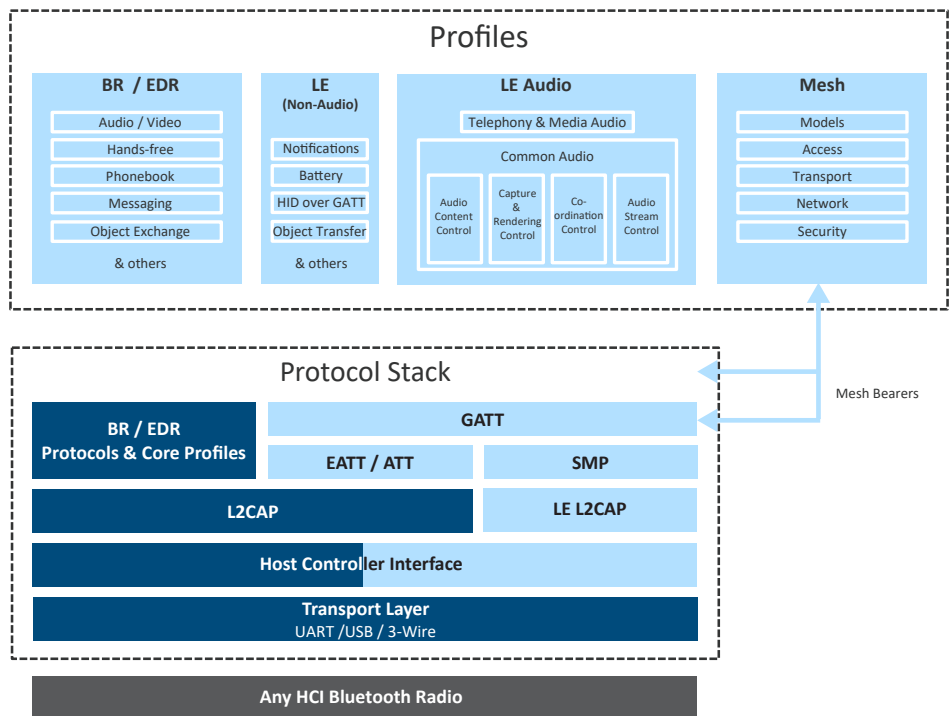 Profiles
BR / EDR
Audio / Video
Hands-free
Phonebook
Messaging
Object Exchange
& others
LE
(Non-Audio)
Notifications
Battery
HID over GATT
Object Transfer
& others
LE Audio
Telephony & Media Audio
Common Audio
Audio
Content
Control
Capture
&
Rendering
Control
Co-
ordination
Control
Audio
Stream
Control
Mesh
Models
Access
Transport
Network
Security
Mesh Bearers
Protocol Stack
BR / EDR
Protocols & Core Profiles
GATT
EATT / ATT
SMP
L2CAP
LE L2CAP
Host Controller Interface
Transport Layer
UART /USB / 3-Wire
Any HCI Bluetooth Radio